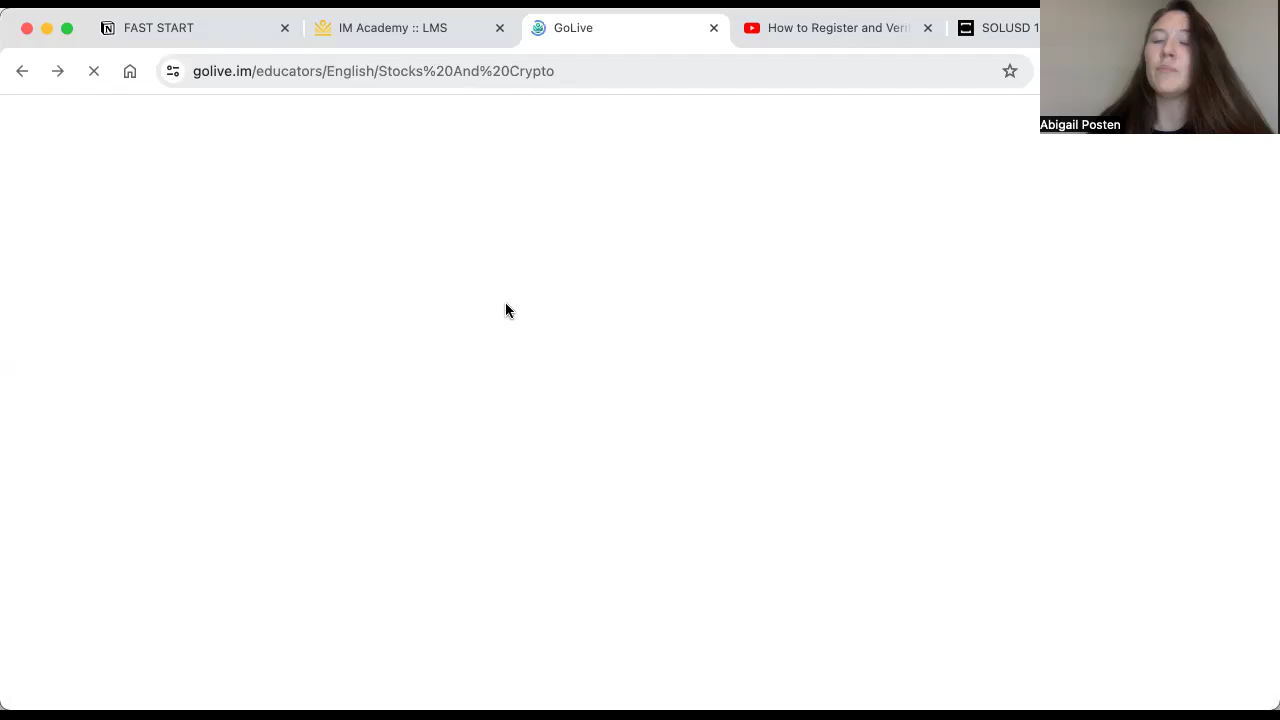 FAST START
IM Academy :: LMS
GoLive
How to Register and Veri
SOLUSD 1
golive.im/educators/English/Stocks%20And%20Crypto
Abigail Posten